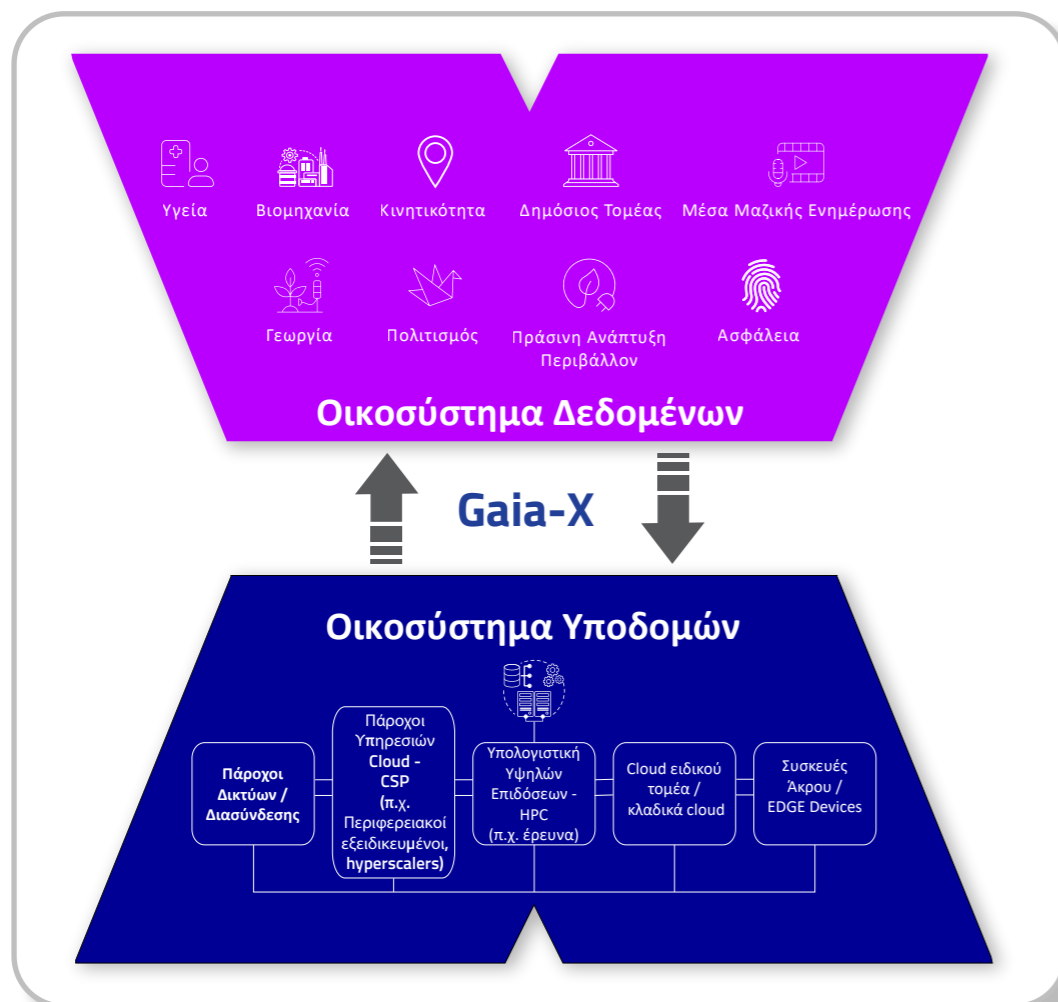 Υγεία
Βιομηχανία
Κινητικότητα
Δημόσιος Τομέας
Μέσα Μαζικής Ενημέρωσης
Γεωργία
Πολιτισμός
Πράσινη Ανάπτυξη
Περιβάλλον
Ασφάλεια
Οικοσύστημα Δεδομένων
Gaia-X
Οικοσύστημα Υποδομών
Πάροχοι
Δικτύων /
Διασύνδεσης
Πάροχοι
Υπηρεσιών
Cloud -
CSP
(π.χ.
Περιφερειακοί
εξειδικευμένοι,
hyperscalers)
Υπολογιστική
Υψηλών
Επιδόσεων -
HPC
(π.χ. έρευνα)
Cloud ειδικού
τομέα /
κλαδικά cloud
Συσκευές
Άκρου /
EDGE Devices